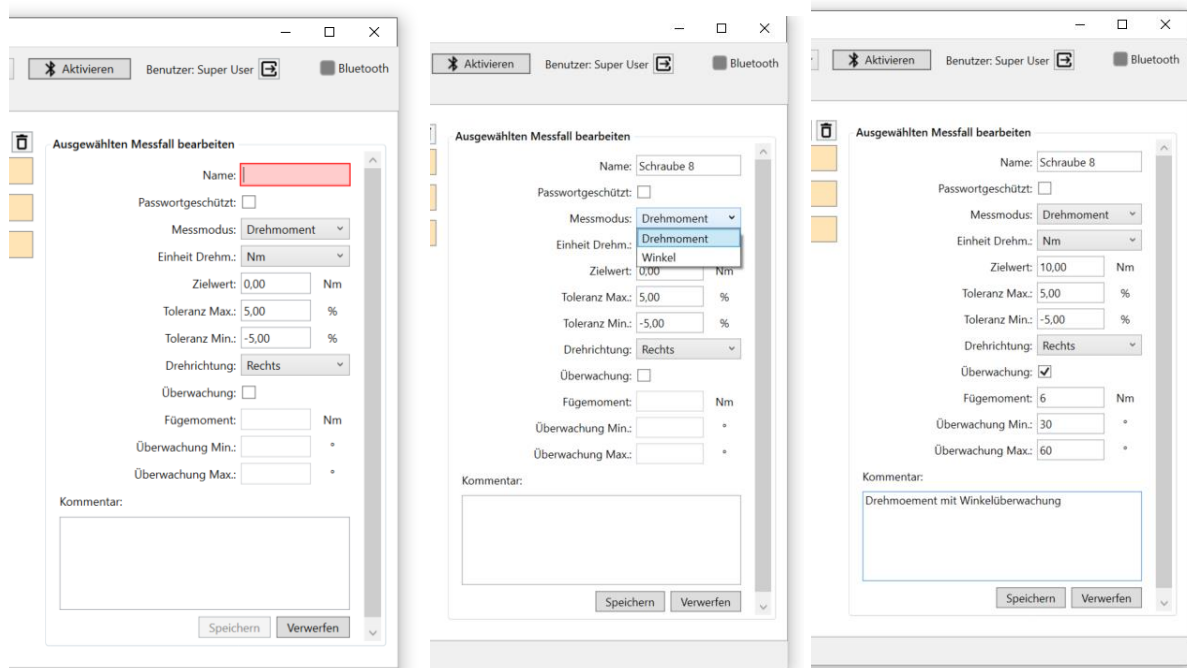 Aktivieren Benutzer: Super User Bluetooth
Ausgewählten Messfall bearbeiten
Name:
Passwortgeschützt:
Messmodus: Drehmoment
Einheit Drehm.: Nm
Zielwert: 0,00 Nm
Toleranz Max.: 5,00 %
Toleranz Min.: -5,00 %
Drehrichtung: Rechts
Überwachung:
Fügemoment: Nm
Überwachung Min.: °
Überwachung Max.: °
Kommentar:
Speichern Verwerfen
Aktivieren Benutzer: Super User Bluetooth
Ausgewählten Messfall bearbeiten
Name: Schraube 8
Passwortgeschützt:
Messmodus: Drehmoment
Drehmoment
Einheit Drehm.:
Winkel
Zielwert: 0,00 Nm
Toleranz Max.: 5,00 %
Toleranz Min.: -5,00 %
Drehrichtung: Rechts
Überwachung:
Fügemoment: Nm
Überwachung Min.: °
Überwachung Max.: °
Kommentar:
Speichern Verwerfen
Aktivieren Benutzer: Super User Bluetooth
Ausgewählten Messfall bearbeiten
Name: Schraube 8
Passwortgeschützt:
Messmodus: Drehmoment
Einheit Drehm.: Nm
Zielwert: 10,00 Nm
Toleranz Max.: 5,00 %
Toleranz Min.: -5,00 %
Drehrichtung: Rechts
Überwachung:
Fügemoment: 6 Nm
Überwachung Min.: 30 °
Überwachung Max.: 60 °
Kommentar:
Drehmoement mit Winkelüberwachung
Speichern Verwerfen